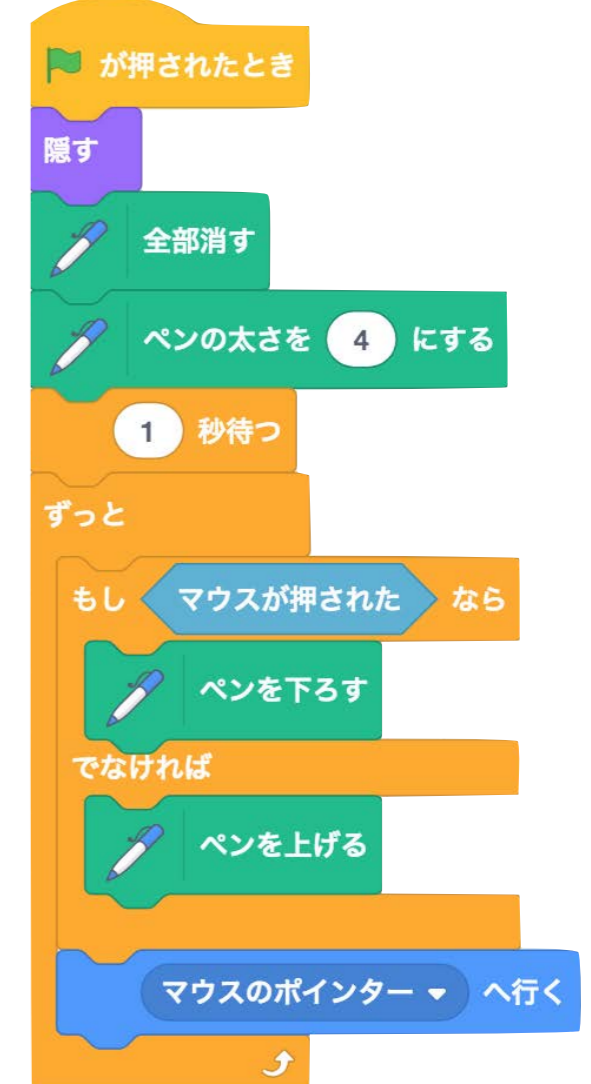 が押されたとき
隠す
全部消す
ペンの太さを 4 にする
1 秒待つ
ずっと
もし マウスが押された なら
ペンを下ろす
でなければ
ペンを上げる
マウスのポインター へ行く